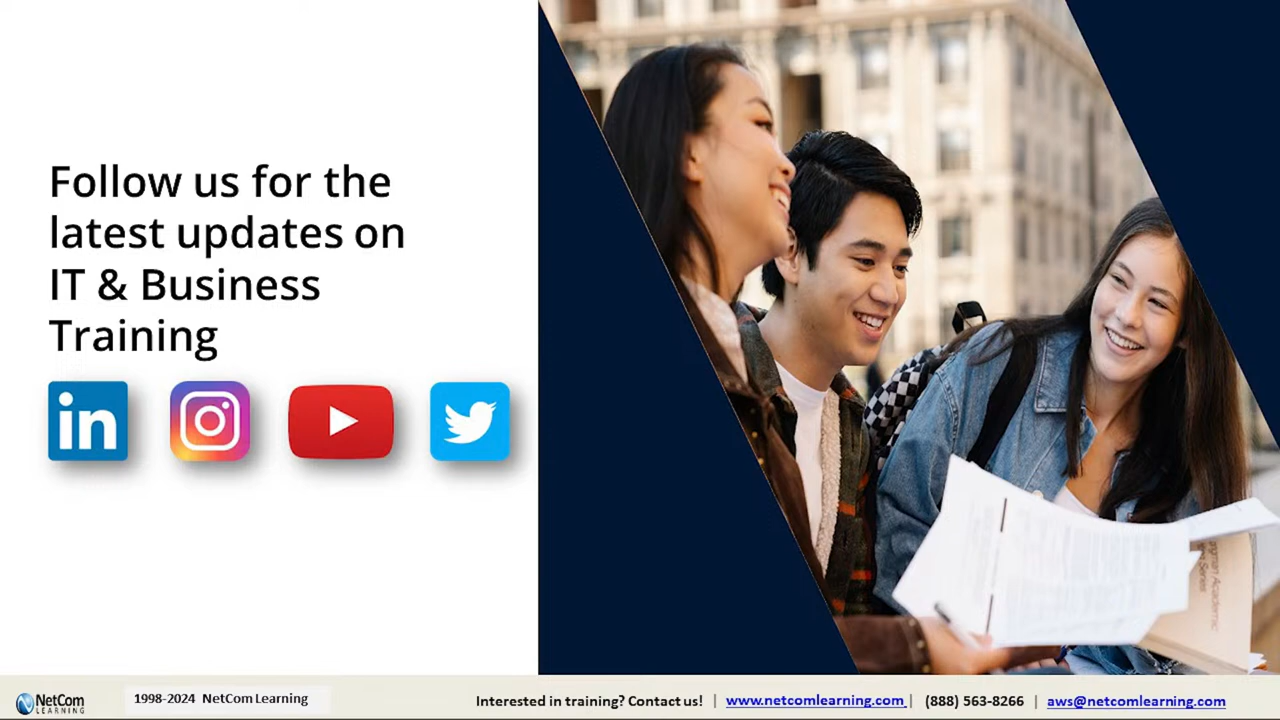 Follow us for the
latest updates on
IT & Business
Training
in
NetCom
LEARNING
1998-2024 NetCom Learning
Interested in training? Contact us! | www.netcomlearning.com | (888) 563-8266 | aws@netcomlearning.com